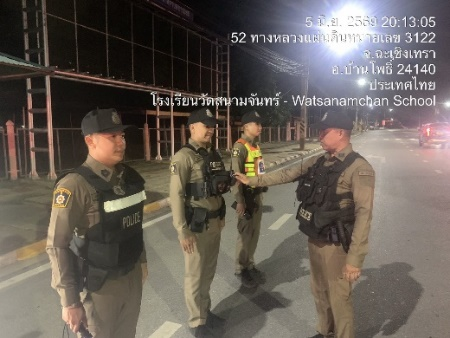 5 มิ.ย. 2569 20:13:05
52 ทางหลวงแผ่นดินหมายเลข 3122
จ.ฉะเชิงเทรา
อ.บ้านโพธิ์ 24140
ประเทศไทย
โรงเรียนวัดสนามจันทร์ - Watsanamchan School
POLICE
POLICE